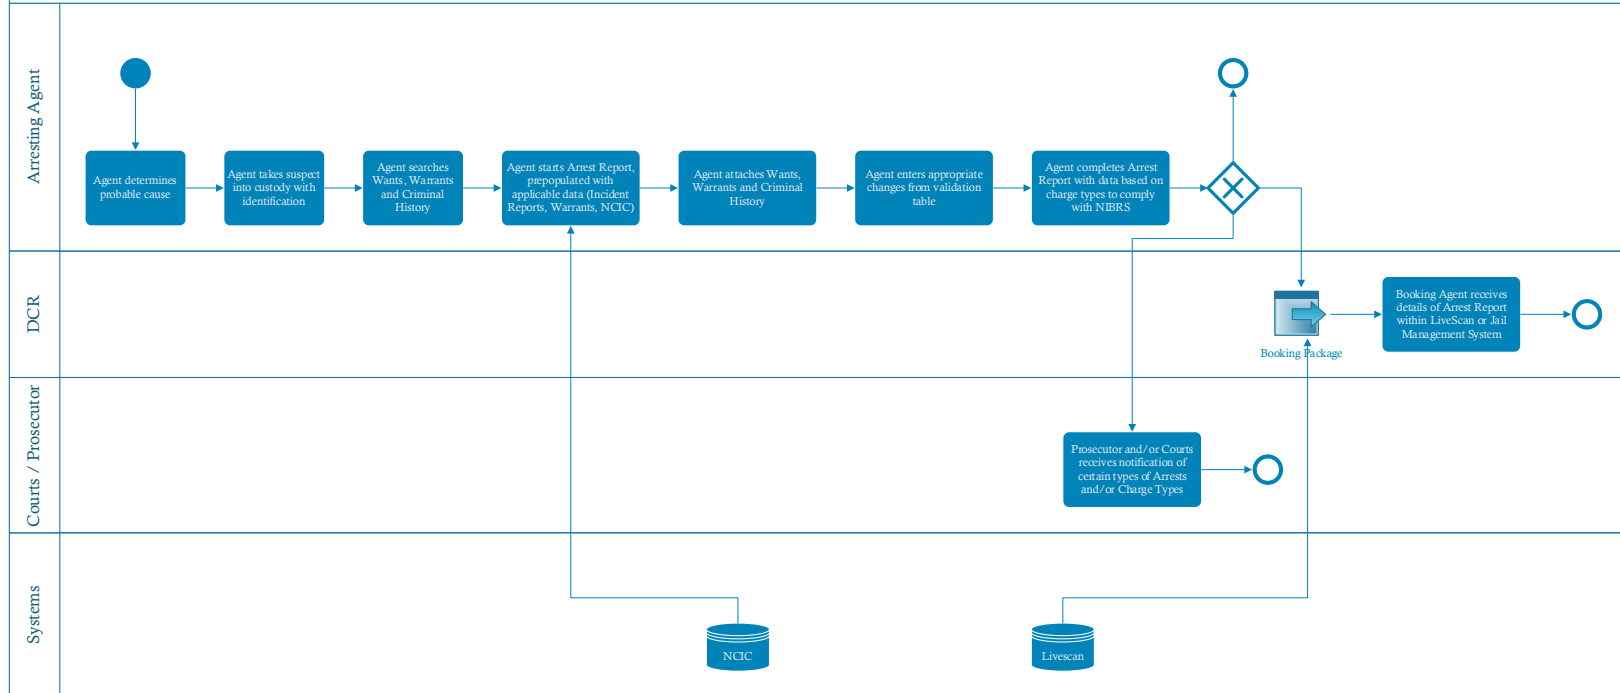 Arresting Agent
Agent determines
probable cause
Agent takes suspect
into custody with
identification
Agent searches
Wants, Warrants
and Criminal
History
Agent starts Arrest Report,
prepopulated with
applicable data (Incident
Reports, Warrants, NCIC)
Agent attaches Wants,
Warrants and Criminal
History
Agent enters appropriate
changes from validation
table
Agent completes Arrest
Report with data based on
charge types to comply
with NIBRS
DCR
Booking Package
Booking Agent receives
details of Arrest Report
within LiveScan or Jail
Management System
Courts / Prosecutor
Prosecutor and/or Courts
receives notification of
certain types of Arrests
and/or Charge Types
Systems
NCIC
Livescan